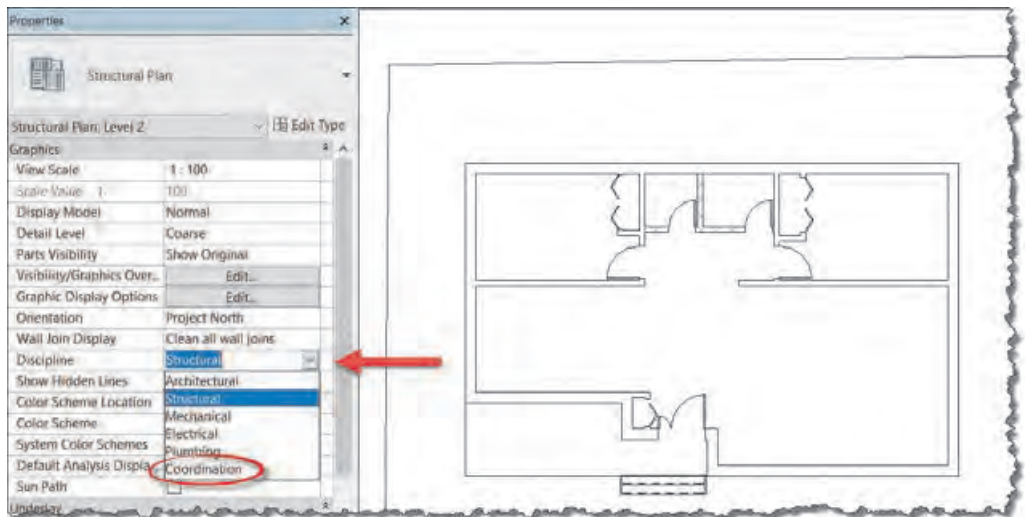 Properties
Structural Plan
Structural Plan: Level 2
Edit Type
Graphics
View Scale 1 : 100
Scale Value 1: 100
Display Model Normal
Detail Level Coarse
Parts Visibility Show Original
Visibility/Graphics Over... Edit...
Graphic Display Options Edit...
Orientation Project North
Wall Join Display Clean all wall joins
Discipline Structural
Show Hidden Lines Architectural
Color Scheme Location Structural
Color Scheme Mechanical
Electrical
System Color Schemes Plumbing
Default Analysis Displa... Coordination
Sun Path
Underlay